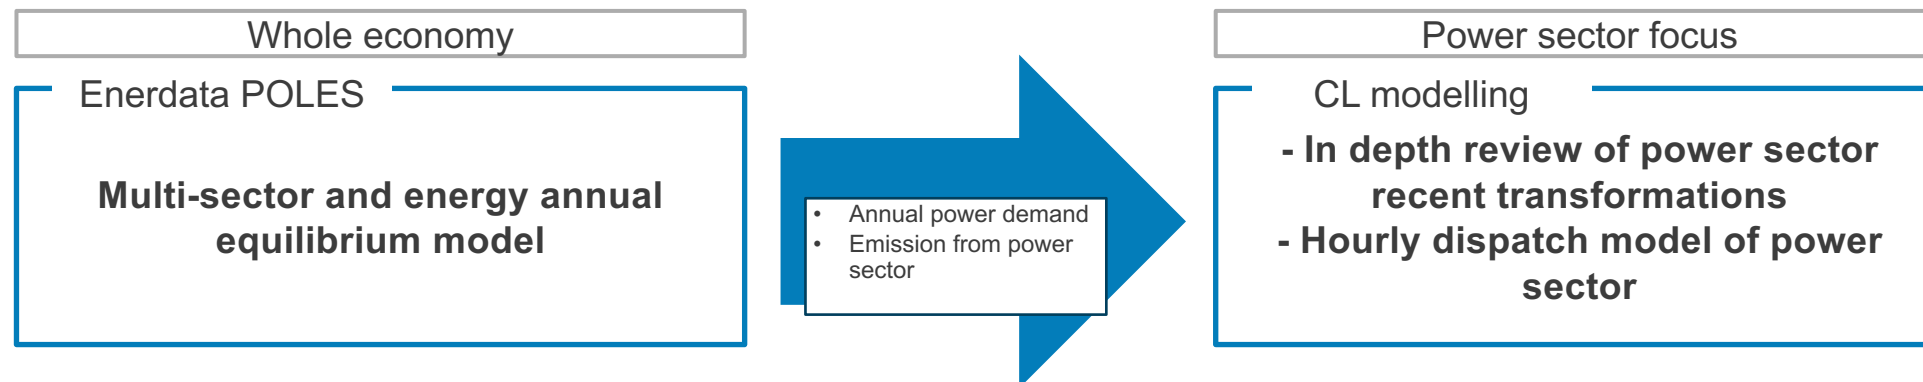 Whole economy
Enerdata POLES
Multi-sector and energy annual
equilibrium model
• Annual power demand
• Emission from power
sector
Power sector focus
CL modelling
- In depth review of power sector
recent transformations
- Hourly dispatch model of power
sector